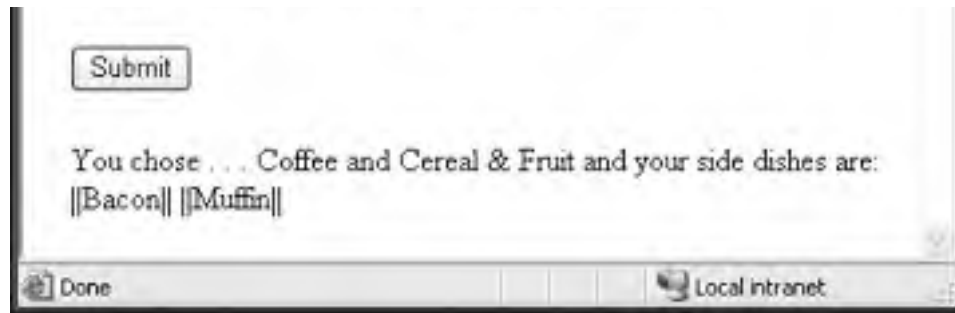 Submit
You chose . . . Coffee and Cereal & Fruit and your side dishes are:
||Bacon|| ||Muffin||
Done
Local intranet